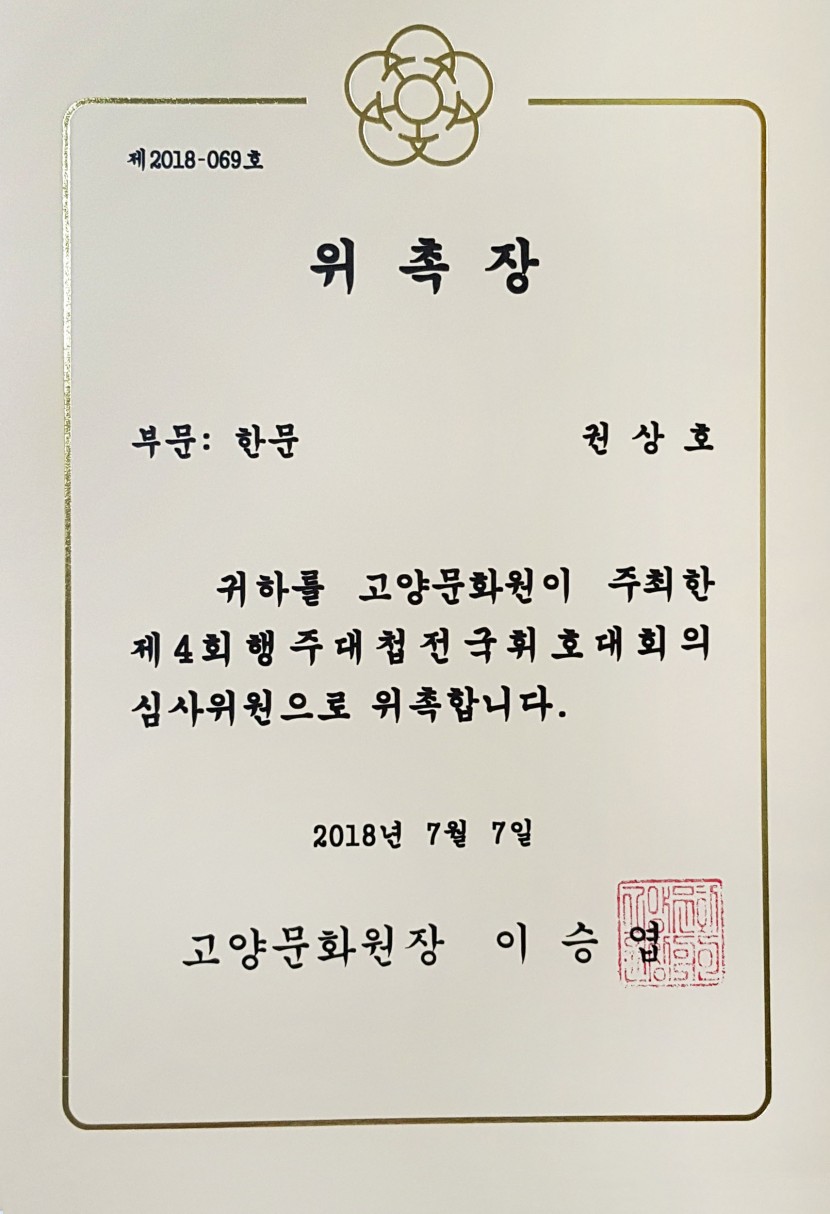 제2018-069호
위 촉 장
부문: 한문 권 상 호
귀하를 고양문화원이 주최한
제4회행주대첩전국휘호대회의
심사위원으로 위촉합니다.
2018년 7월 7일
고양문화원장 이 승 엽